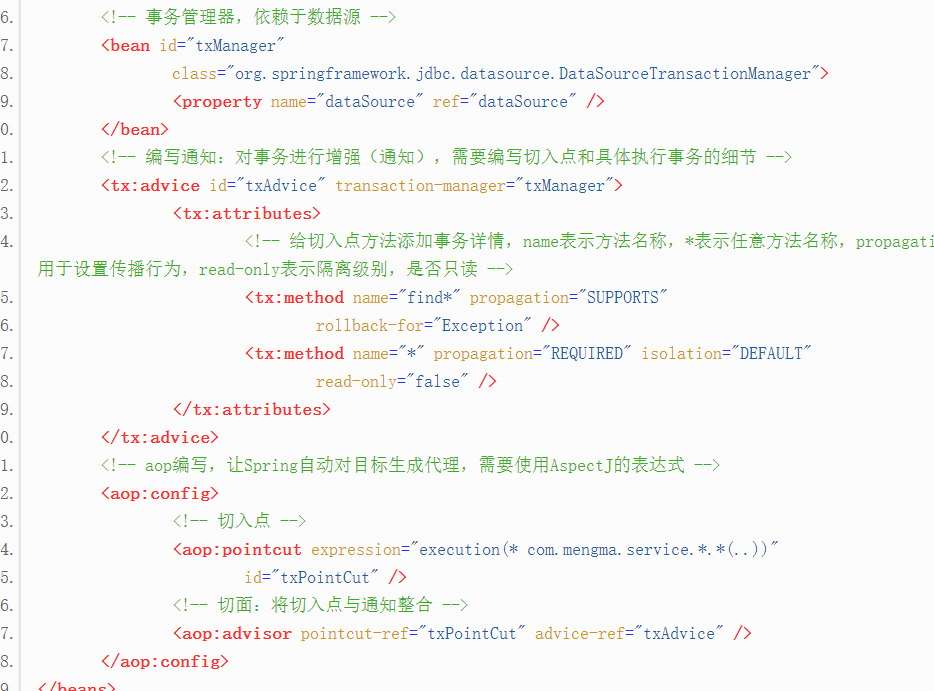 6. <!-- 事务管理器，依赖于数据源 -->
7. <bean id="txManager"
8. class="org.springframework.jdbc.datasource.DataSourceTransactionManager">
9. <property name="dataSource" ref="dataSource" />
0. </bean>
1. <!-- 编写通知：对事务进行增强（通知），需要编写切入点和具体执行事务的细节 -->
2. <tx:advice id="txAdvice" transaction-manager="txManager">
3. <tx:attributes>
4. <!-- 给切入点方法添加事务详情，name表示方法名称，*表示任意方法名称，propagati
用于设置传播行为，read-only表示隔离级别，是否只读 -->
5. <tx:method name="find*" propagation="SUPPORTS"
6. rollback-for="Exception" />
7. <tx:method name="*" propagation="REQUIRED" isolation="DEFAULT"
8. read-only="false" />
9. </tx:attributes>
0. </tx:advice>
1. <!-- aop编写，让Spring自动对目标生成代理，需要使用AspectJ的表达式 -->
2. <aop:config>
3. <!-- 切入点 -->
4. <aop:pointcut expression="execution(* com.mengma.service.*.*(..))"
5. id="txPointCut" />
6. <!-- 切面：将切入点与通知整合 -->
7. <aop:advisor pointcut-ref="txPointCut" advice-ref="txAdvice" />
8. </aop:config>
9. </beans>